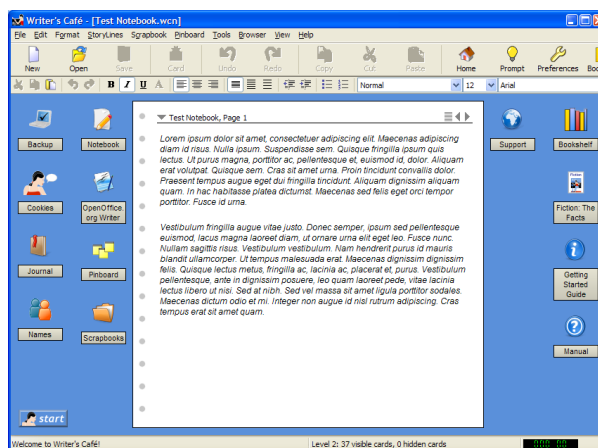 Writer's Café - [Test Notebook.wcn]
File Edit Format StoryLines Scrapbook Pinboard Tools Browser View Help
New Open Save Card Undo Redo Copy Cut Paste Home Prompt Preferences
B I U A Normal 12 Arial
Test Notebook, Page 1
Lorem ipsum dolor sit amet, consectetuer adipiscing elit. Maecenas adipiscing
diam id risus. Nulla ipsum. Suspendisse sem. Quisque fringilla ipsum quis
lectus. Ut purus magna, porttitor ac, pellentesque et, euismod id, dolor. Aliquam
erat volutpat. Quisque sem. Cras sit amet urna. Proin tincidunt convallis dolor.
Praesent tempus augue eget dui fringilla tincidunt. Aliquam dignissim aliquam
quam. In hac habitasse platea dictumst. Maecenas sed felis eget orci tempor
porttitor. Fusce id urna.
Vestibulum fringilla augue vitae justo. Donec semper, ipsum sed pellentesque
euismod, lacus magna laoreet diam, ut ornare urna elit eget leo. Fusce nunc.
Nullam sagittis risus. Vestibulum vestibulum. Nam hendrerit purus id mauris
blandit ullamcorper. Ut tempus malesuada erat. Maecenas dignissim dignissim
felis. Quisque lectus metus, fringilla ac, lacinia ac, placerat et, purus. Vestibulum
pellentesque, ante in dignissim posuere, leo quam laoreet pede, vitae lacinia
lectus libero ut nisi. Sed at nibh. Sed vel massa sit amet ligula porttitor sodales.
Maecenas dictum odio et mi. Integer non augue id nisl rutrum adipiscing. Cras
tempus erat sit amet quam.
Backup
Notebook
Cookies
OpenOffice.
org Writer
Journal
Pinboard
Names
Scrapbooks
start
Support
Bookshelf
Fiction: The
Facts
Getting
Started
Guide
Manual
Welcome to Writer's Café!
Level 2: 37 visible cards, 0 hidden cards